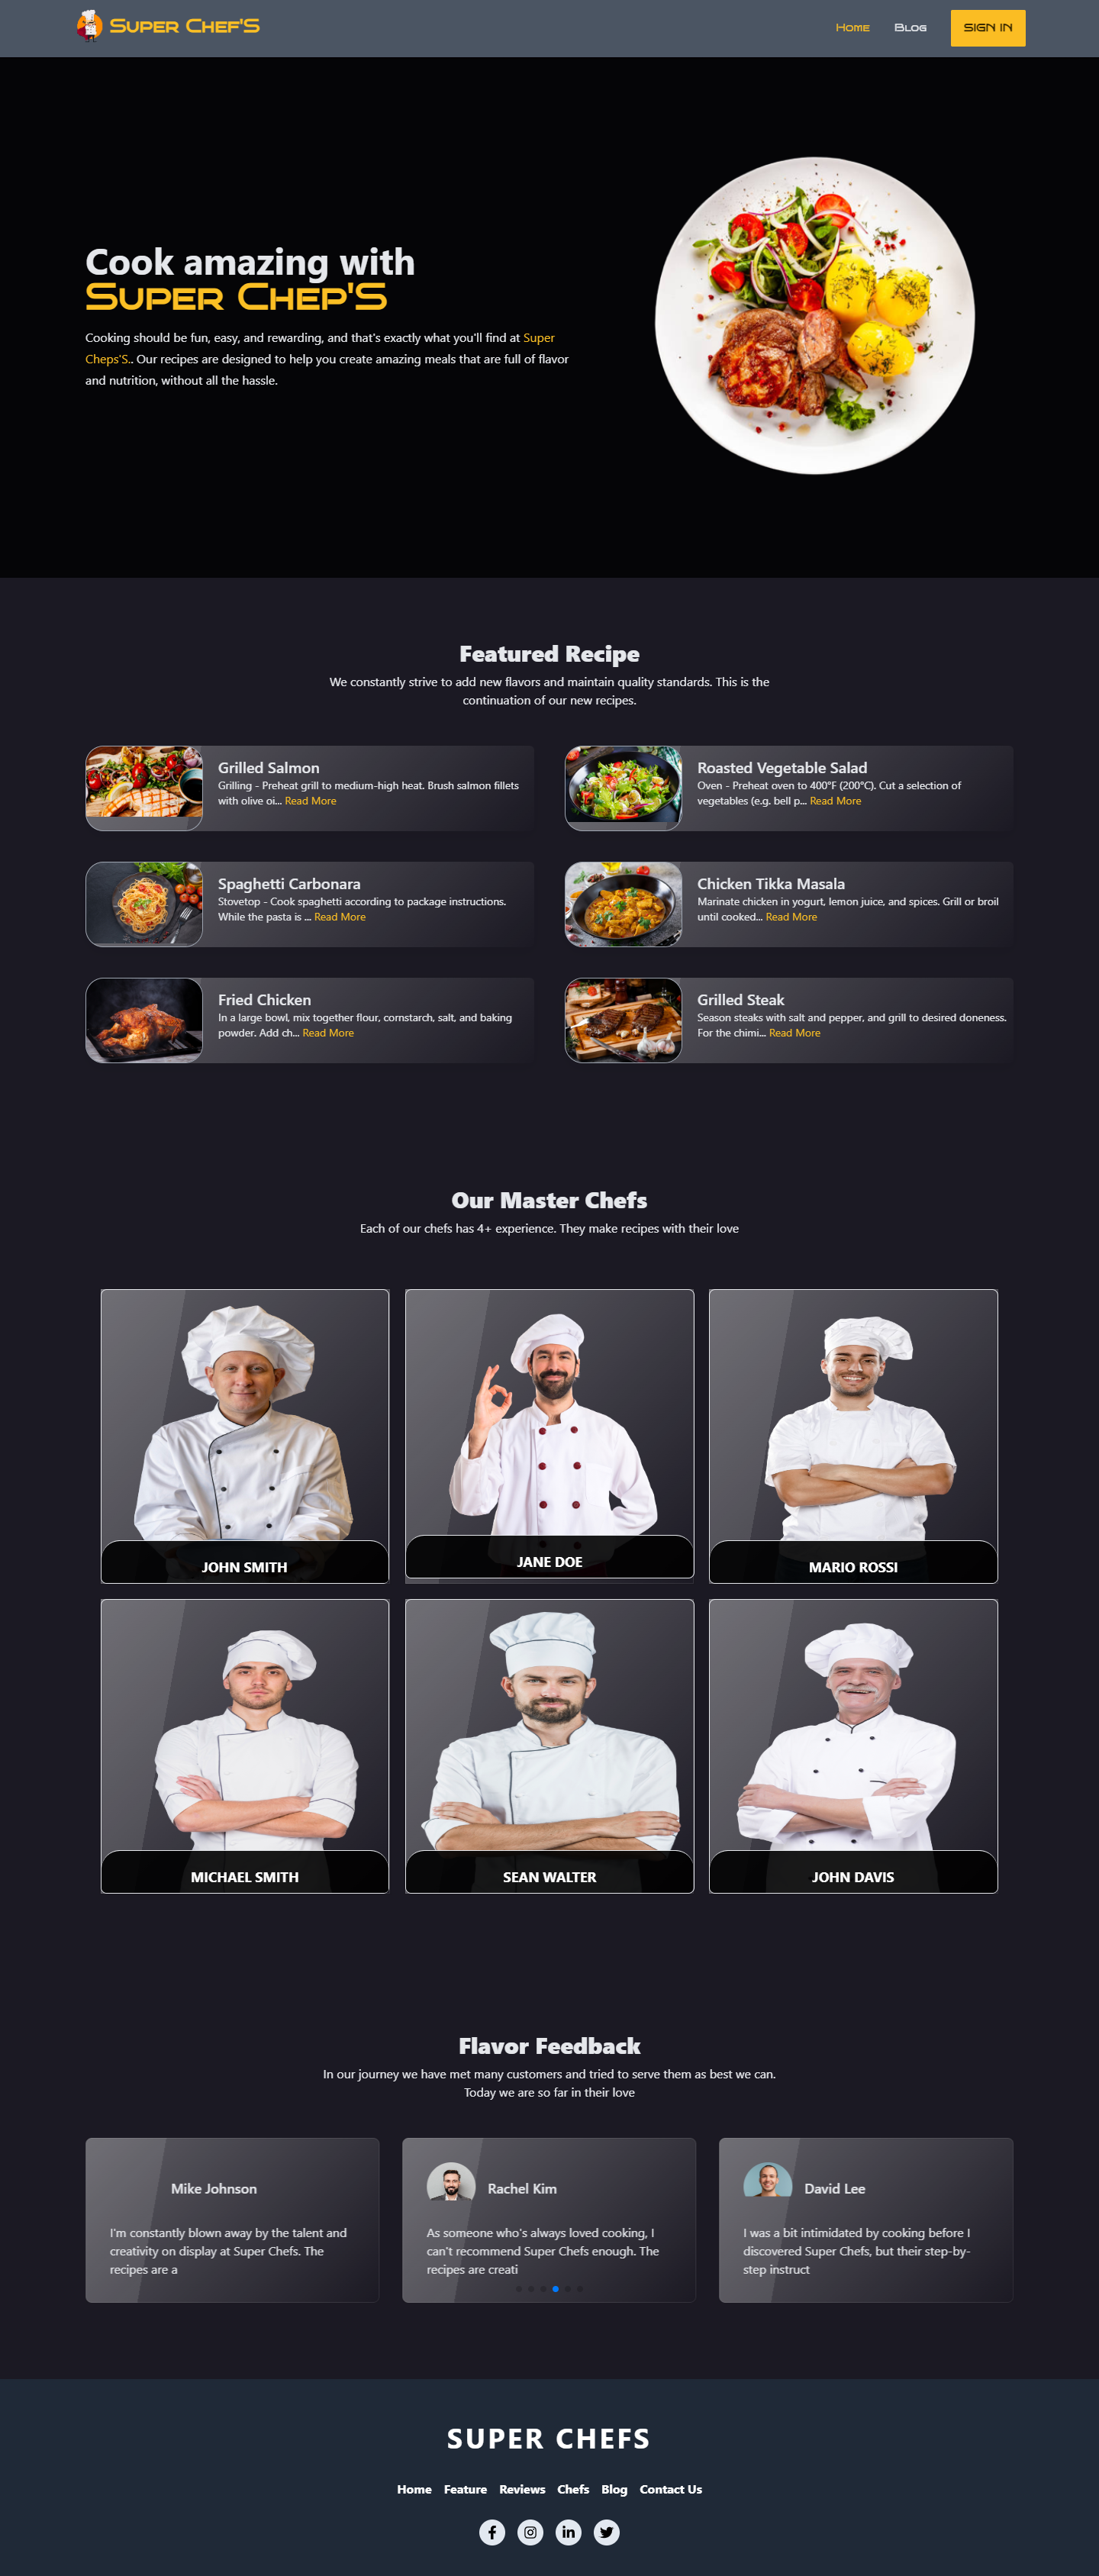 Super Chef'S
Home
Blog
SIGN IN
Cook amazing with
Super Chep'S
Cooking should be fun, easy, and rewarding, and that's exactly what you'll find at Super
Cheps'S.. Our recipes are designed to help you create amazing meals that are full of flavor
and nutrition, without all the hassle.
Featured Recipe
We constantly strive to add new flavors and maintain quality standards. This is the
continuation of our new recipes.
Grilled Salmon
Grilling - Preheat grill to medium-high heat. Brush salmon fillets
with olive oi... Read More
Roasted Vegetable Salad
Oven - Preheat oven to 400°F (200°C). Cut a selection of
vegetables (e.g. bell p... Read More
Spaghetti Carbonara
Stovetop - Cook spaghetti according to package instructions.
While the pasta is ... Read More
Chicken Tikka Masala
Marinate chicken in yogurt, lemon juice, and spices. Grill or broil
until cooked... Read More
Fried Chicken
In a large bowl, mix together flour, cornstarch, salt, and baking
powder. Add ch... Read More
Grilled Steak
Season steaks with salt and pepper, and grill to desired doneness.
For the chimi... Read More
Our Master Chefs
Each of our chefs has 4+ experience. They make recipes with their love
JOHN SMITH
JANE DOE
MARIO ROSSI
MICHAEL SMITH
SEAN WALTER
JOHN DAVIS
Flavor Feedback
In our journey we have met many customers and tried to serve them as best we can.
Today we are so far in their love
Mike Johnson
I'm constantly blown away by the talent and
creativity on display at Super Chefs. The
recipes are a
Rachel Kim
As someone who's always loved cooking, I
can't recommend Super Chefs enough. The
recipes are creati
David Lee
I was a bit intimidated by cooking before I
discovered Super Chefs, but their step-by-
step instruct
SUPER CHEFS
Home Feature Reviews Chefs Blog Contact Us